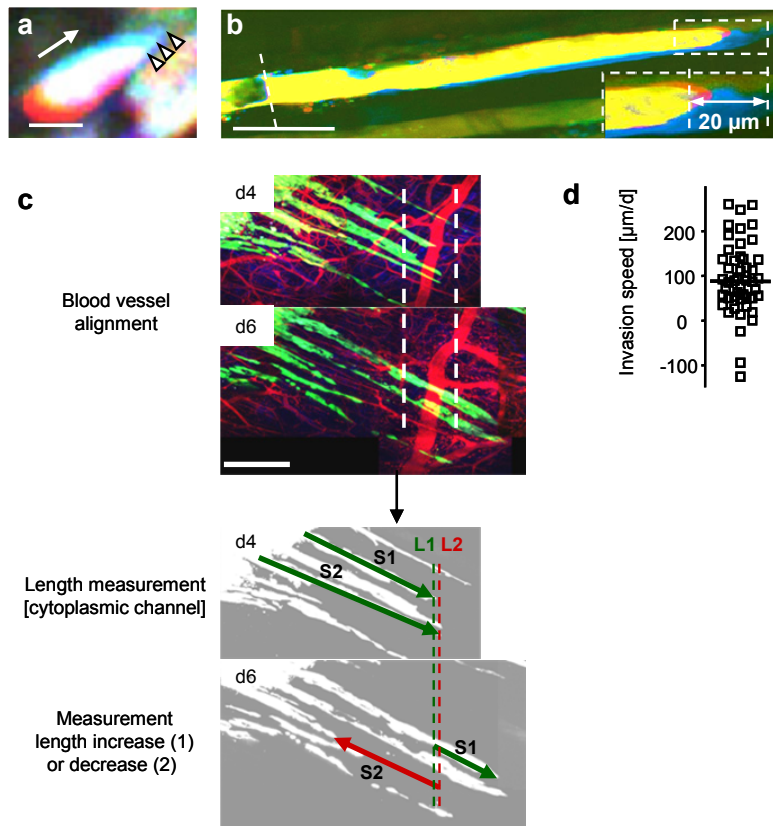 a
b
20 µm
c
d
d4
Blood vessel
alignment
d6
Invasion speed [µm/d]
200
100
0
-100
d4
L1 L2
S1
S2
Length measurement
[cytoplasmic channel]
d6
Measurement
length increase (1)
or decrease (2)
S1
S2